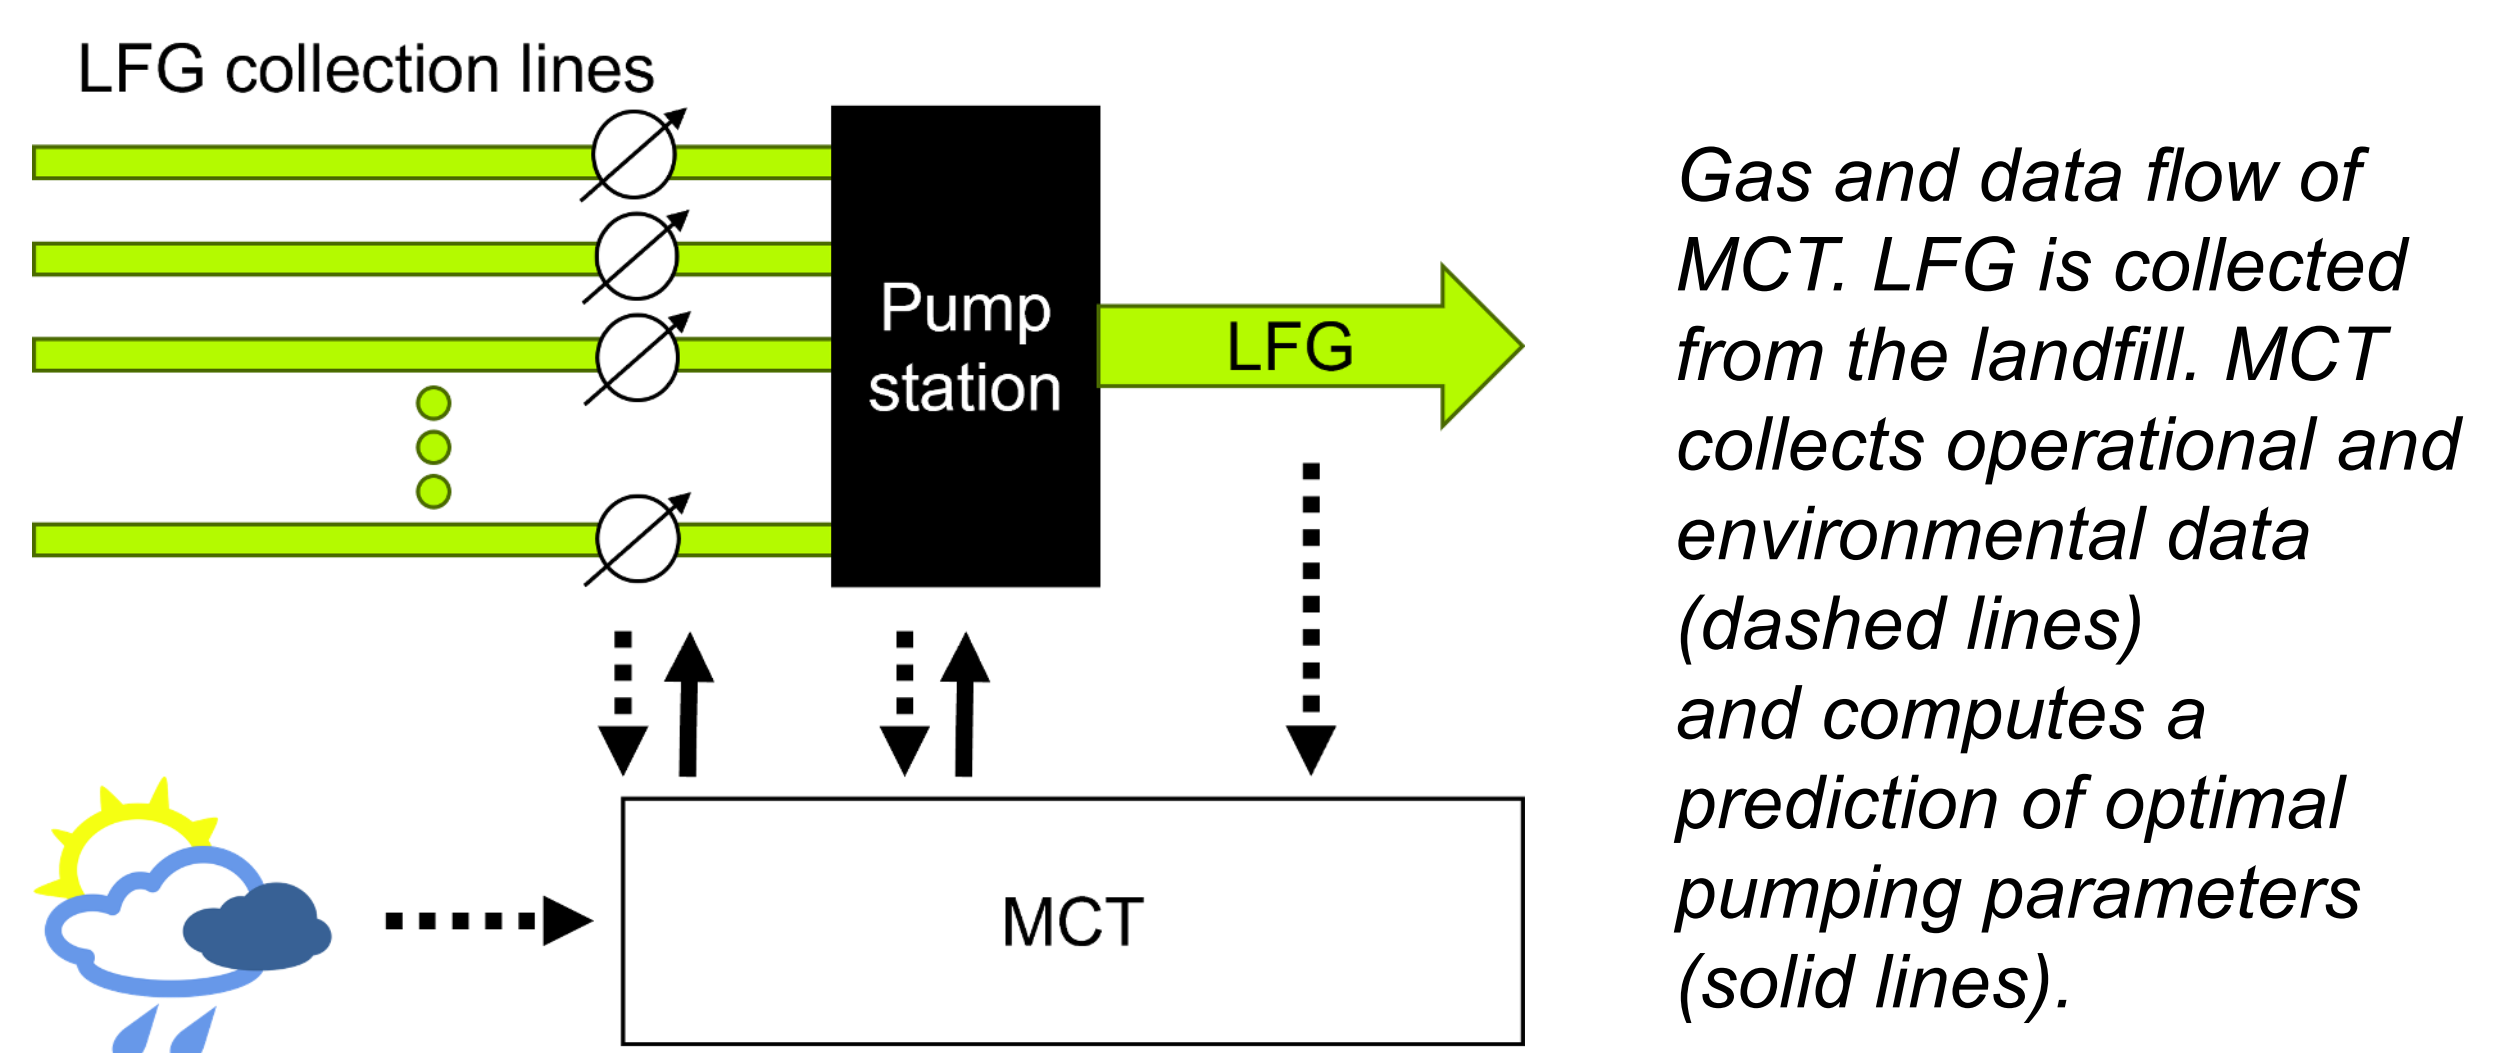 LFG collection lines
Pump
station
LFG
MCT
Gas and data flow of
MCT. LFG is collected
from the landfill. MCT
collects operational and
environmental data
(dashed lines)
and computes a
prediction of optimal
pumping parameters
(solid lines).